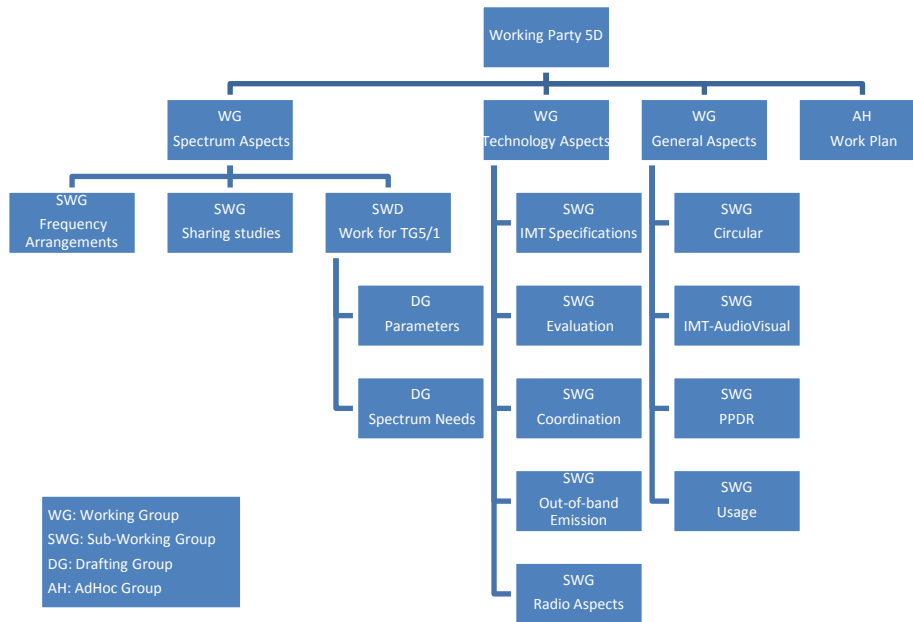 Working Party 5D
WG
Spectrum Aspects
WG
Technology Aspects
WG
General Aspects
AH
Work Plan
SWG
Frequency
Arrangements
SWG
Sharing studies
SWD
Work for TG5/1
SWG
IMT Specifications
SWG
Circular
DG
Parameters
SWG
Evaluation
SWG
IMT-AudioVisual
DG
Spectrum Needs
SWG
Coordination
SWG
PPDR
SWG
Out-of-band
Emission
SWG
Usage
SWG
Radio Aspects
WG: Working Group
SWG: Sub-Working Group
DG: Drafting Group
AH: AdHoc Group